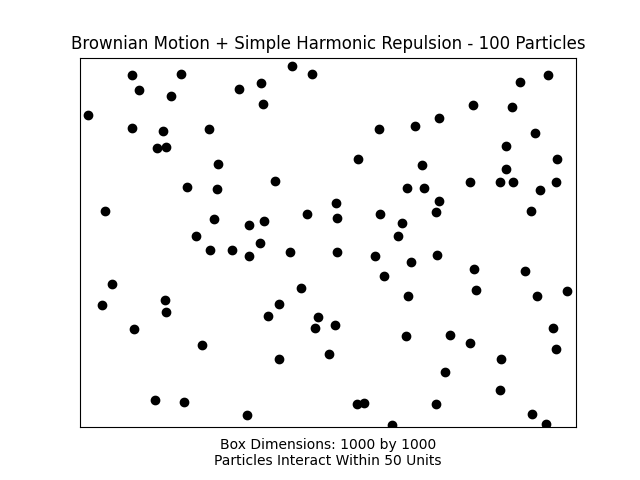 Brownian Motion + Simple Harmonic Repulsion - 100 Particles
Box Dimensions: 1000 by 1000
Particles Interact Within 50 Units